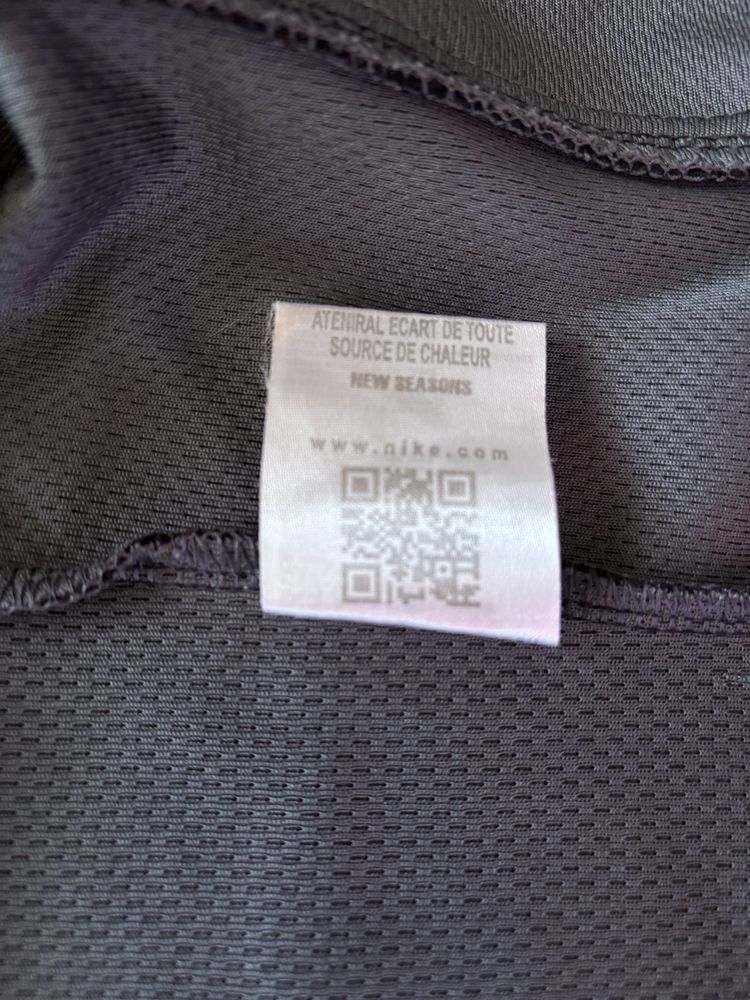 ATENIRAL ECART DE TOUTE
SOURCE DE CHALEUR
NEW SEASONS
www.nike.com